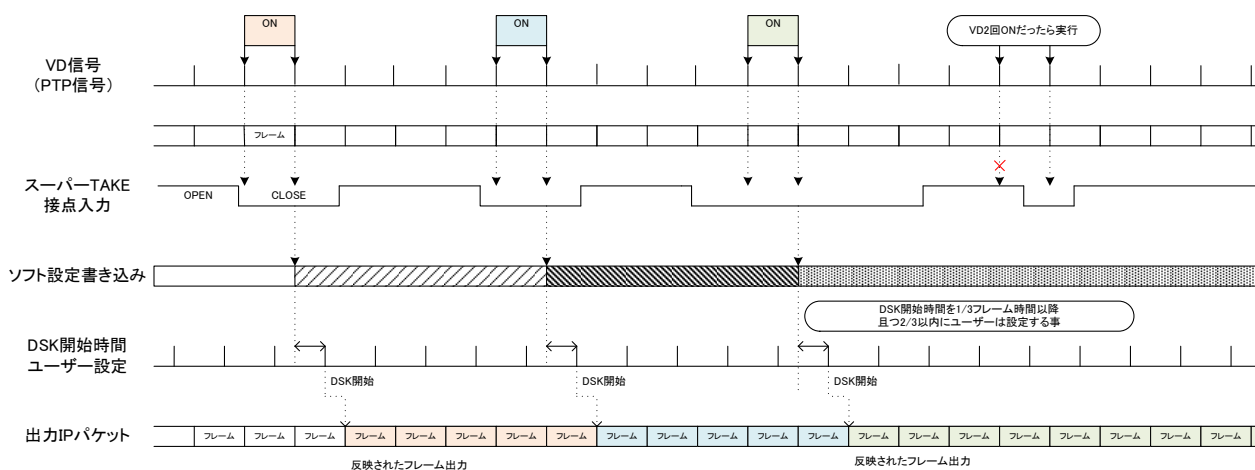 ON
ON
ON
VD2回ONだったら実行
VD信号
(PTP信号)
フレーム
スーパーTAKE
接点入力
OPEN
CLOSE
ソフト設定書き込み
DSK開始時間を1/3フレーム時間以降
且つ2/3以内にユーザーは設定する事
DSK開始時間
ユーザー設定
DSK開始
DSK開始
DSK開始
出力IPパケット
フレーム フレーム フレーム フレーム フレーム フレーム フレーム フレーム フレーム フレーム フレーム フレーム フレーム フレーム フレーム フレーム フレーム フレーム フレーム フレーム フレーム
反映されたフレーム出力
反映されたフレーム出力